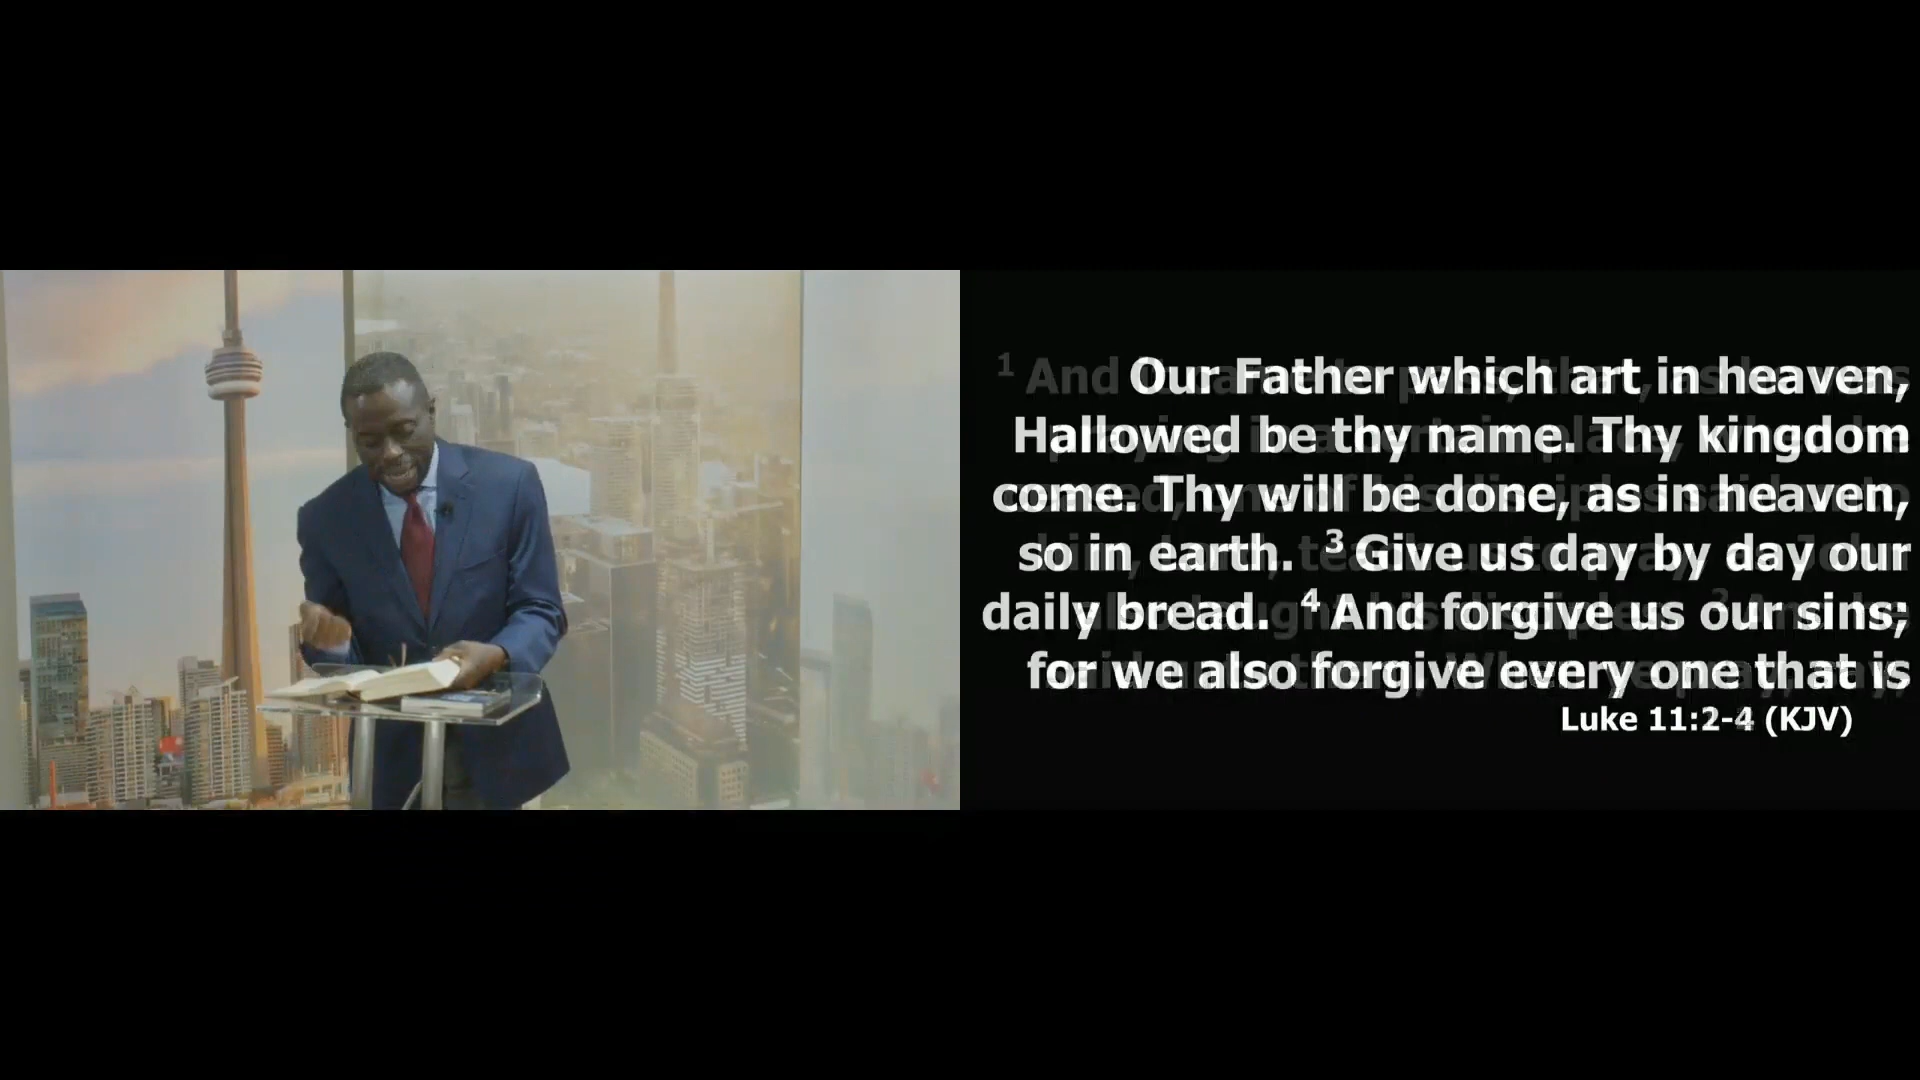 Our Father which art in heaven,
Hallowed be thy name. Thy kingdom
come. Thy will be done, as in heaven,
so in earth. 3 Give us day by day our
daily bread. 4 And forgive us our sins;
for we also forgive every one that is
Luke 11:2-4 (KJV)